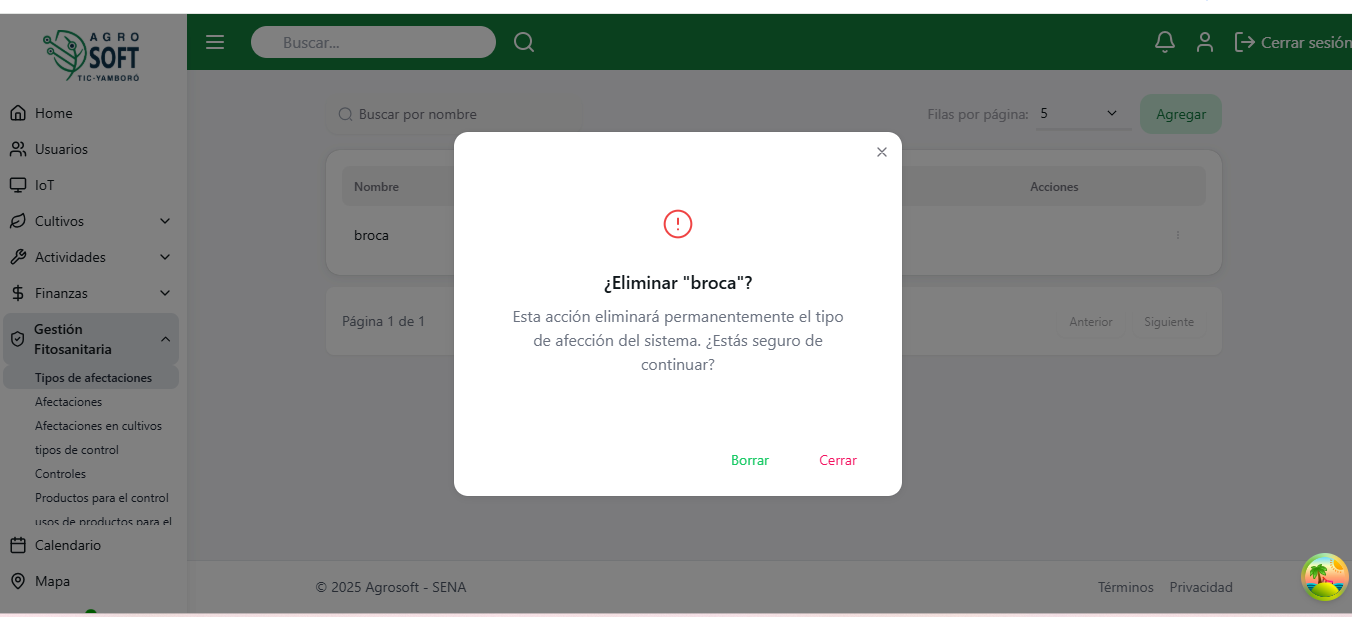 AGRO
SOFT
TIC-YAMBORÓ
Buscar...
Cerrar sesión
Home
Usuarios
IoT
Cultivos
Actividades
Finanzas
Gestión
Fitosanitaria
Tipos de afectaciones
Afectaciones
Afectaciones en cultivos
tipos de control
Controles
Productos para el control
usos de productos para el
Calendario
Mapa
Buscar por nombre
Filas por página: 5
Agregar
Nombre
Acciones
broca
Página 1 de 1
Anterior
Siguiente
¿Eliminar "broca"?
Esta acción eliminará permanentemente el tipo
de afección del sistema. ¿Estás seguro de
continuar?
Borrar
Cerrar
© 2025 Agrosoft - SENA
Términos
Privacidad